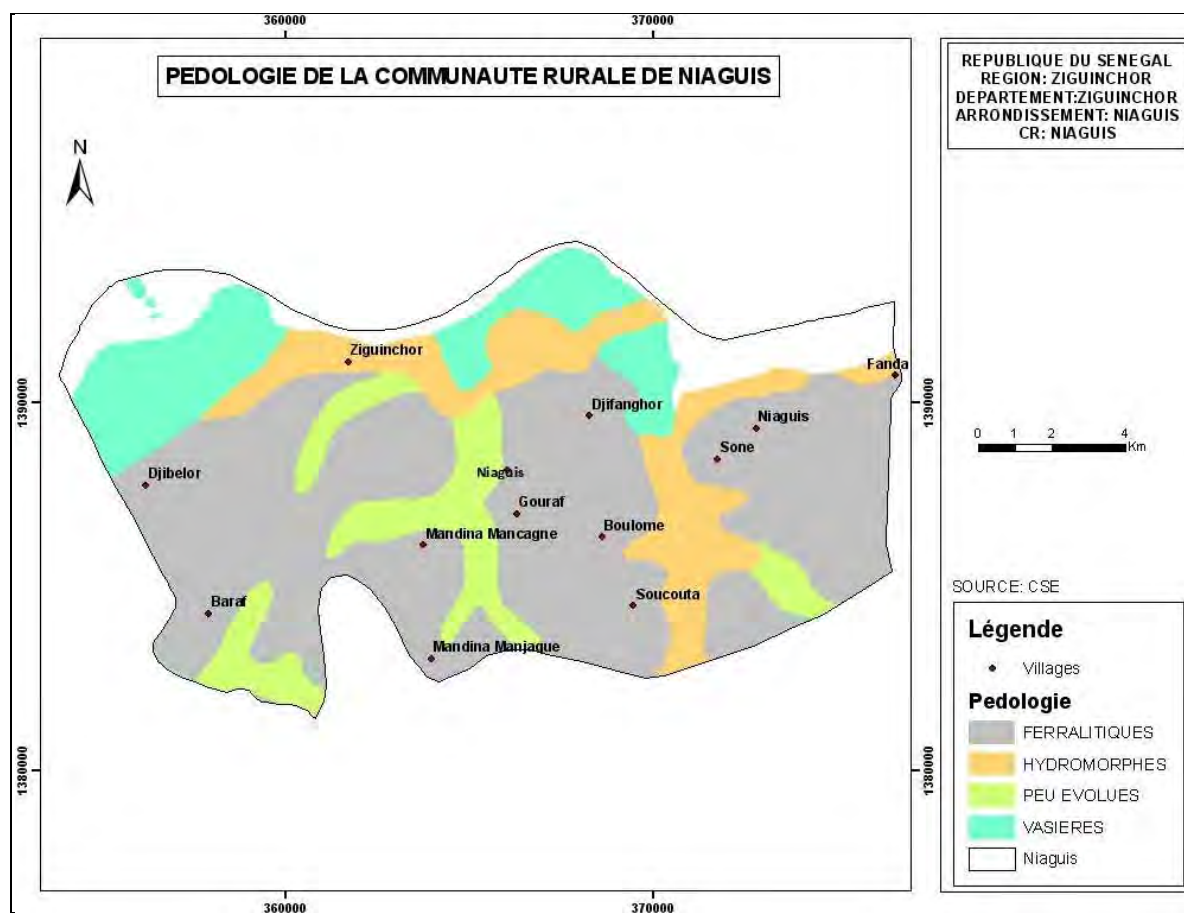 360000
370000
PEDOLOGIE DE LA COMMUNAUTE RURALE DE NIAGUIS
REPUBLIQUE DU SENEGAL
REGION: ZIGUINCHOR
DEPARTEMENT:ZIGUINCHOR
ARRONDISSEMENT: NIAGUIS
CR: NIAGUIS
N
Ziguinchor
Fanda
1390000
1390000
Djifanghor
Niaguis
Sone
Djibelor
Niaguis
Gouraf
Boulome
Mandina Mancagne
Baraf
Soucouta
Mandina Manjaque
0 1 2 4
Km
SOURCE: CSE
Légende
Villages
Pedologie
FERRALITIQUES
HYDROMORPHES
PEU EVOLUES
VASIERES
Niaguis
1380000
1380000
360000
370000